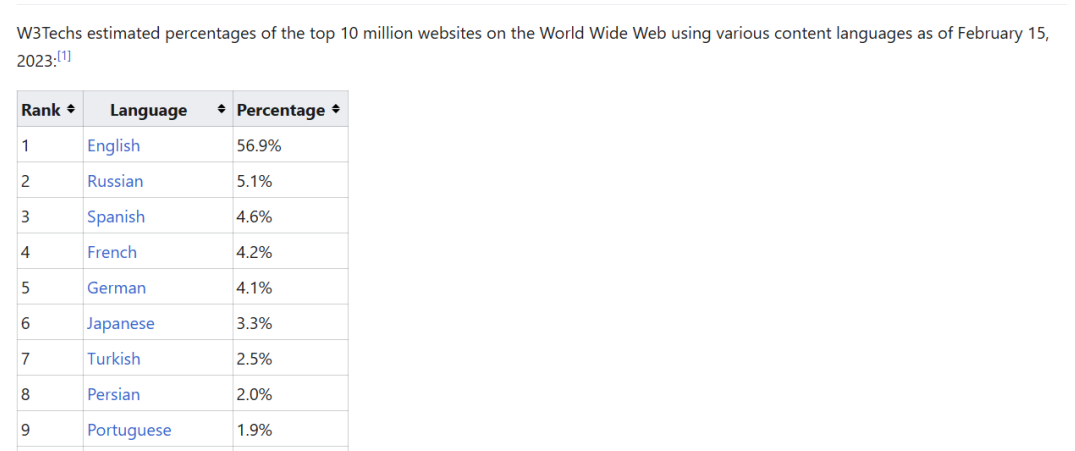 W3Techs estimated percentages of the top 10 million websites on the World Wide Web using various content languages as of February 15,
2023:[1]
Rank Language Percentage
1 English 56.9%
2 Russian 5.1%
3 Spanish 4.6%
4 French 4.2%
5 German 4.1%
6 Japanese 3.3%
7 Turkish 2.5%
8 Persian 2.0%
9 Portuguese 1.9%